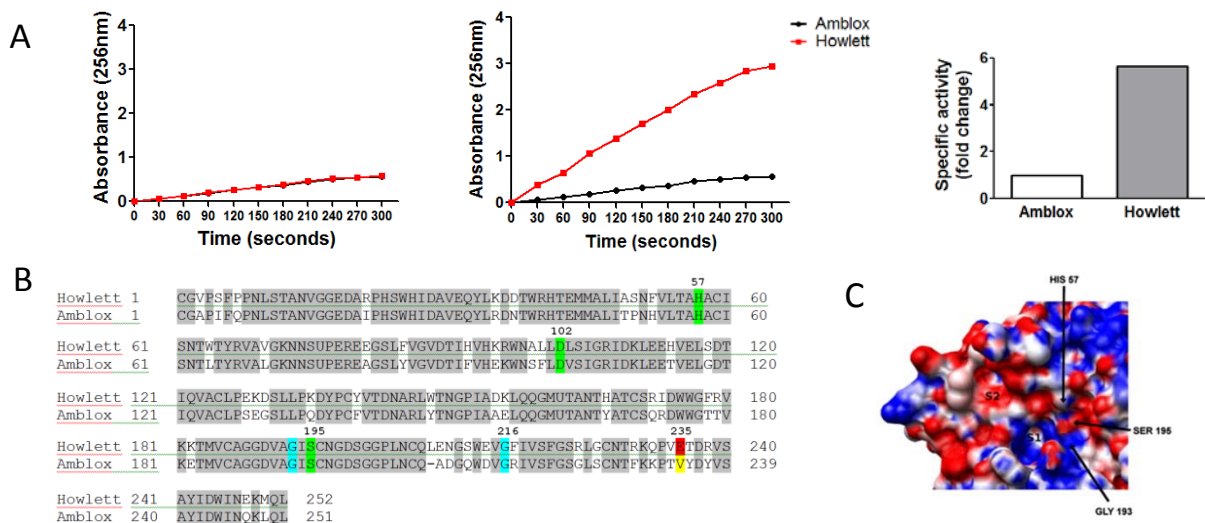 A
Absorbance (256nm)
4
3
2
1
0
0 30 60 90 120 150 180 210 240 270 300
Time (seconds)
Absorbance (256nm)
4
3
2
1
0
0 30 60 90 120 150 180 210 240 270 300
Time (seconds)
Amblox
Howlett
Specific activity
(fold change)
6
4
2
0
Amblox Howlett
B
57
Howlett 1 CGVPSFPPNLSTANVGGEDARPHSWHIDAVEQYLKDDTWRHTEMMALIASNFVLTAHACI 60
Amblox 1 CGAPIFQPNLSTANVGGEDAIPHSWHIDAVEQYLRDNTWRHTEMMALITPNHVLTAHACI 60
102
Howlett 61 SNTWTYRVAVGKNNSUPEREEGSLFVGVDTIHVHKRWNALLDLSIGRIDKLEEHVELSDT 120
Amblox 61 SNTLTYRVAVGKNNSUPEREAGSLYVGVDTIFVHEKWNSFLDVSIGRIDKLEETVELGDT 120
Howlett 121 IQVACLPEKDSLLPKDYPCYVTDNARLWTNGPIADKLQQGMUTANTHATCSRIDWWGFRV 180
Amblox 121 IQVACLPSEGSLLPQDYPCFVTDNARLYTNGPIAEALQQGMUTANTATCSQRDWWGTTV 180
195 216 235
Howlett 181 KKTMVCAGGDVAGISCNGDSGGPLNCQLENGSWEVGFIVSFGSRLGCNTRKQPVETDRVS 240
Amblox 181 KETMVCAGGDVAGISCNGDSGGPLNCQ-ADGQWDVGRIVSFGSGLSCNTFKKPTVYDYVS 239
Howlett 241 AYIDWINEKMQL 252
Amblox 240 AYIDWINQKLQL 251
C
HIS 57
S2
S1
SER 195
GLY 193